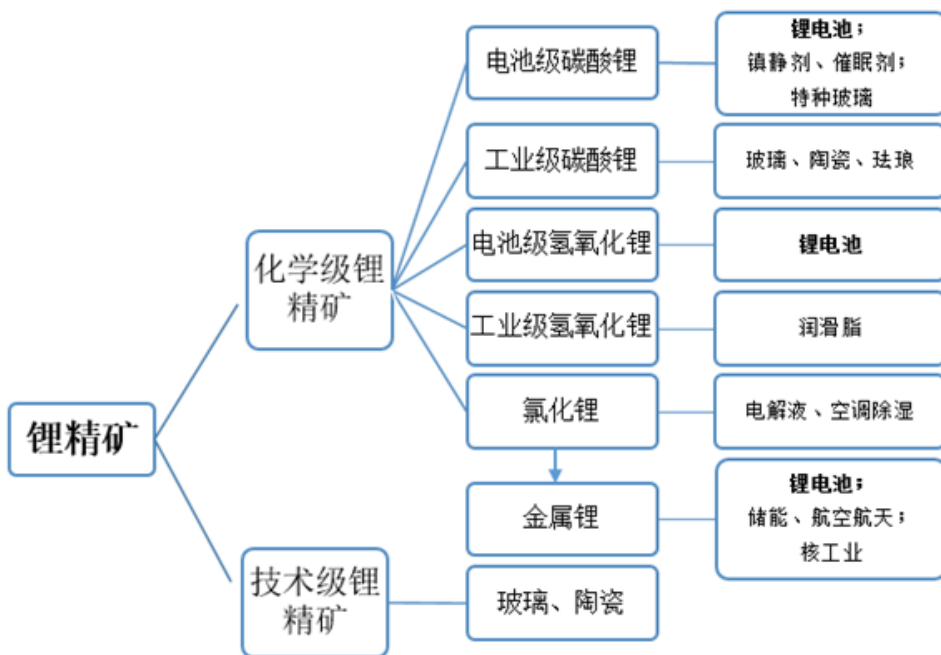 锂精矿
化学级锂
精矿
电池级碳酸锂
锂电池；
镇静剂、催眠剂；
特种玻璃
工业级碳酸锂
玻璃、陶瓷、珐琅
电池级氢氧化锂
锂电池
工业级氢氧化锂
润滑脂
氯化锂
电解液、空调除湿
金属锂
锂电池；
储能、航空航天；
核工业
技术级锂
精矿
玻璃、陶瓷